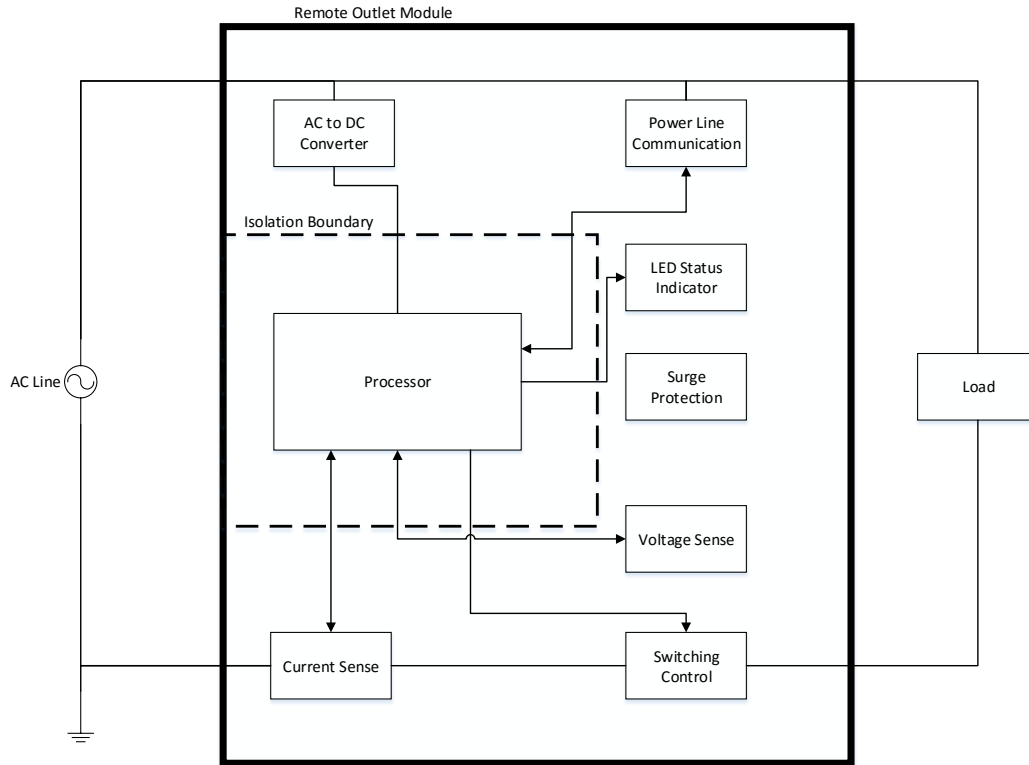 Remote Outlet Module
AC to DC
Converter
Power Line
Communication
Isolation Boundary
LED Status
Indicator
AC Line
Processor
Surge
Protection
Load
Voltage Sense
Current Sense
Switching
Control